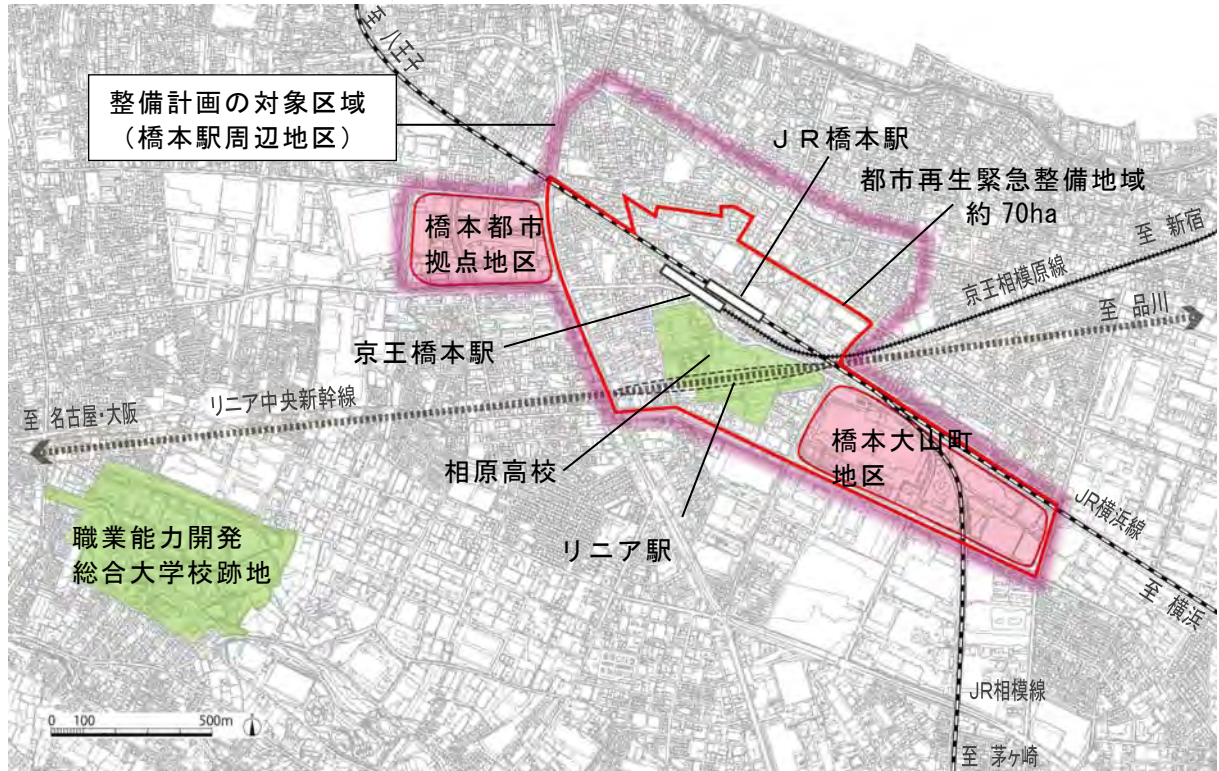 至 八王子
整備計画の対象区域
（橋本駅周辺地区）
ＪＲ橋本駅
都市再生緊急整備地域
約 70ha
至 新宿
京王相模原線
至 品川
橋本都市
拠点地区
京王橋本駅
リニア中央新幹線
至 名古屋・大阪
相原高校
橋本大山町
地区
リニア駅
JR横浜線
至 横浜
職業能力開発
総合大学校跡地
JR相模線
至 茅ヶ崎
0 100 500m